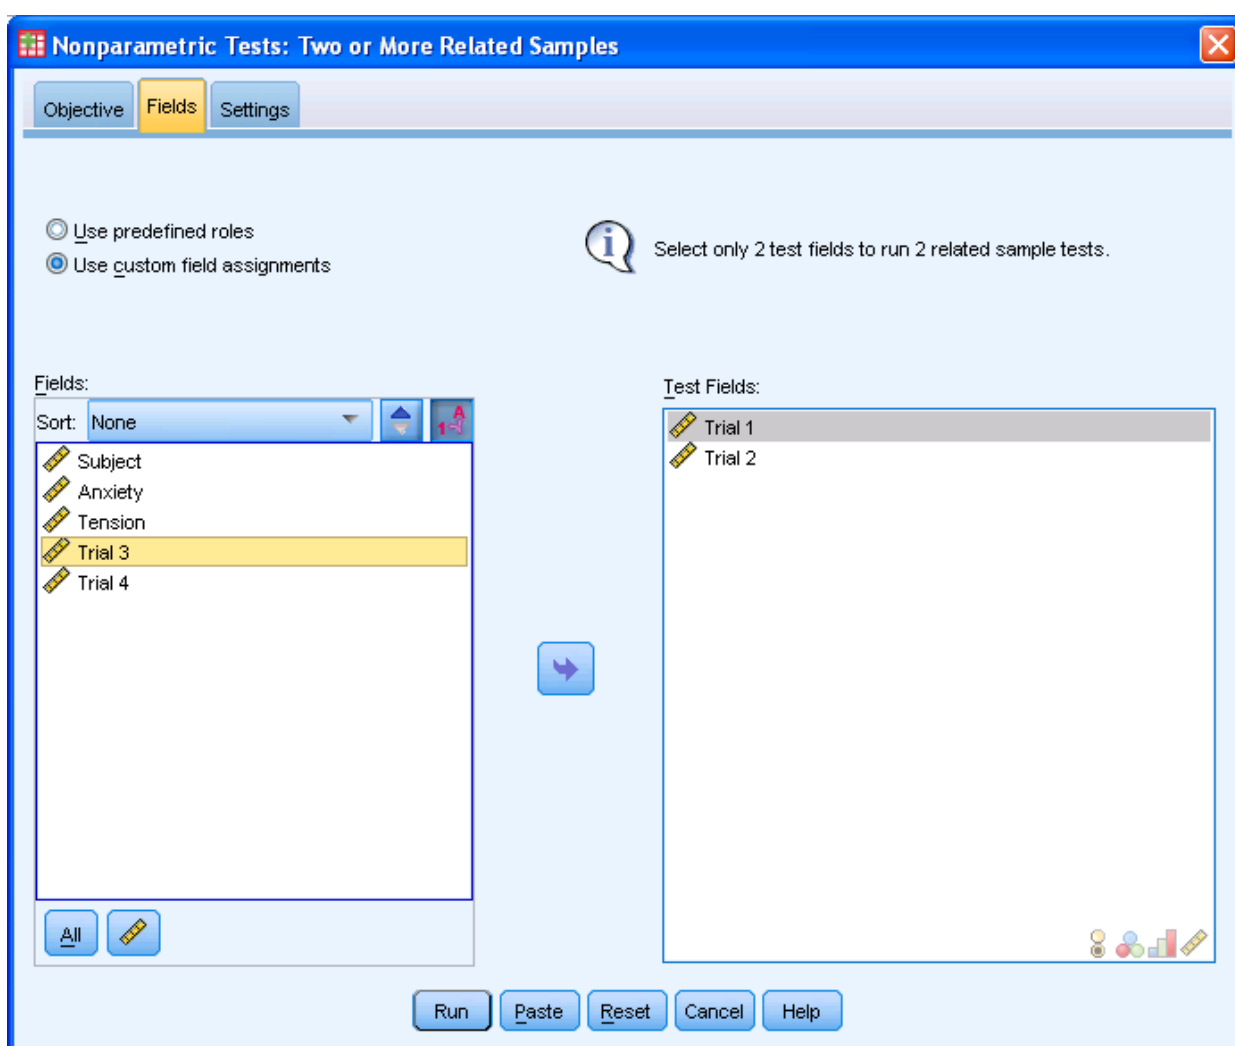 Nonparametric Tests: Two or More Related Samples
Objective Fields Settings
Use predefined roles
Use custom field assignments
Select only 2 test fields to run 2 related sample tests.
Fields:
Sort: None
Subject
Anxiety
Tension
Trial 3
Trial 4
Test Fields:
Trial 1
Trial 2
All
Run Paste Reset Cancel Help